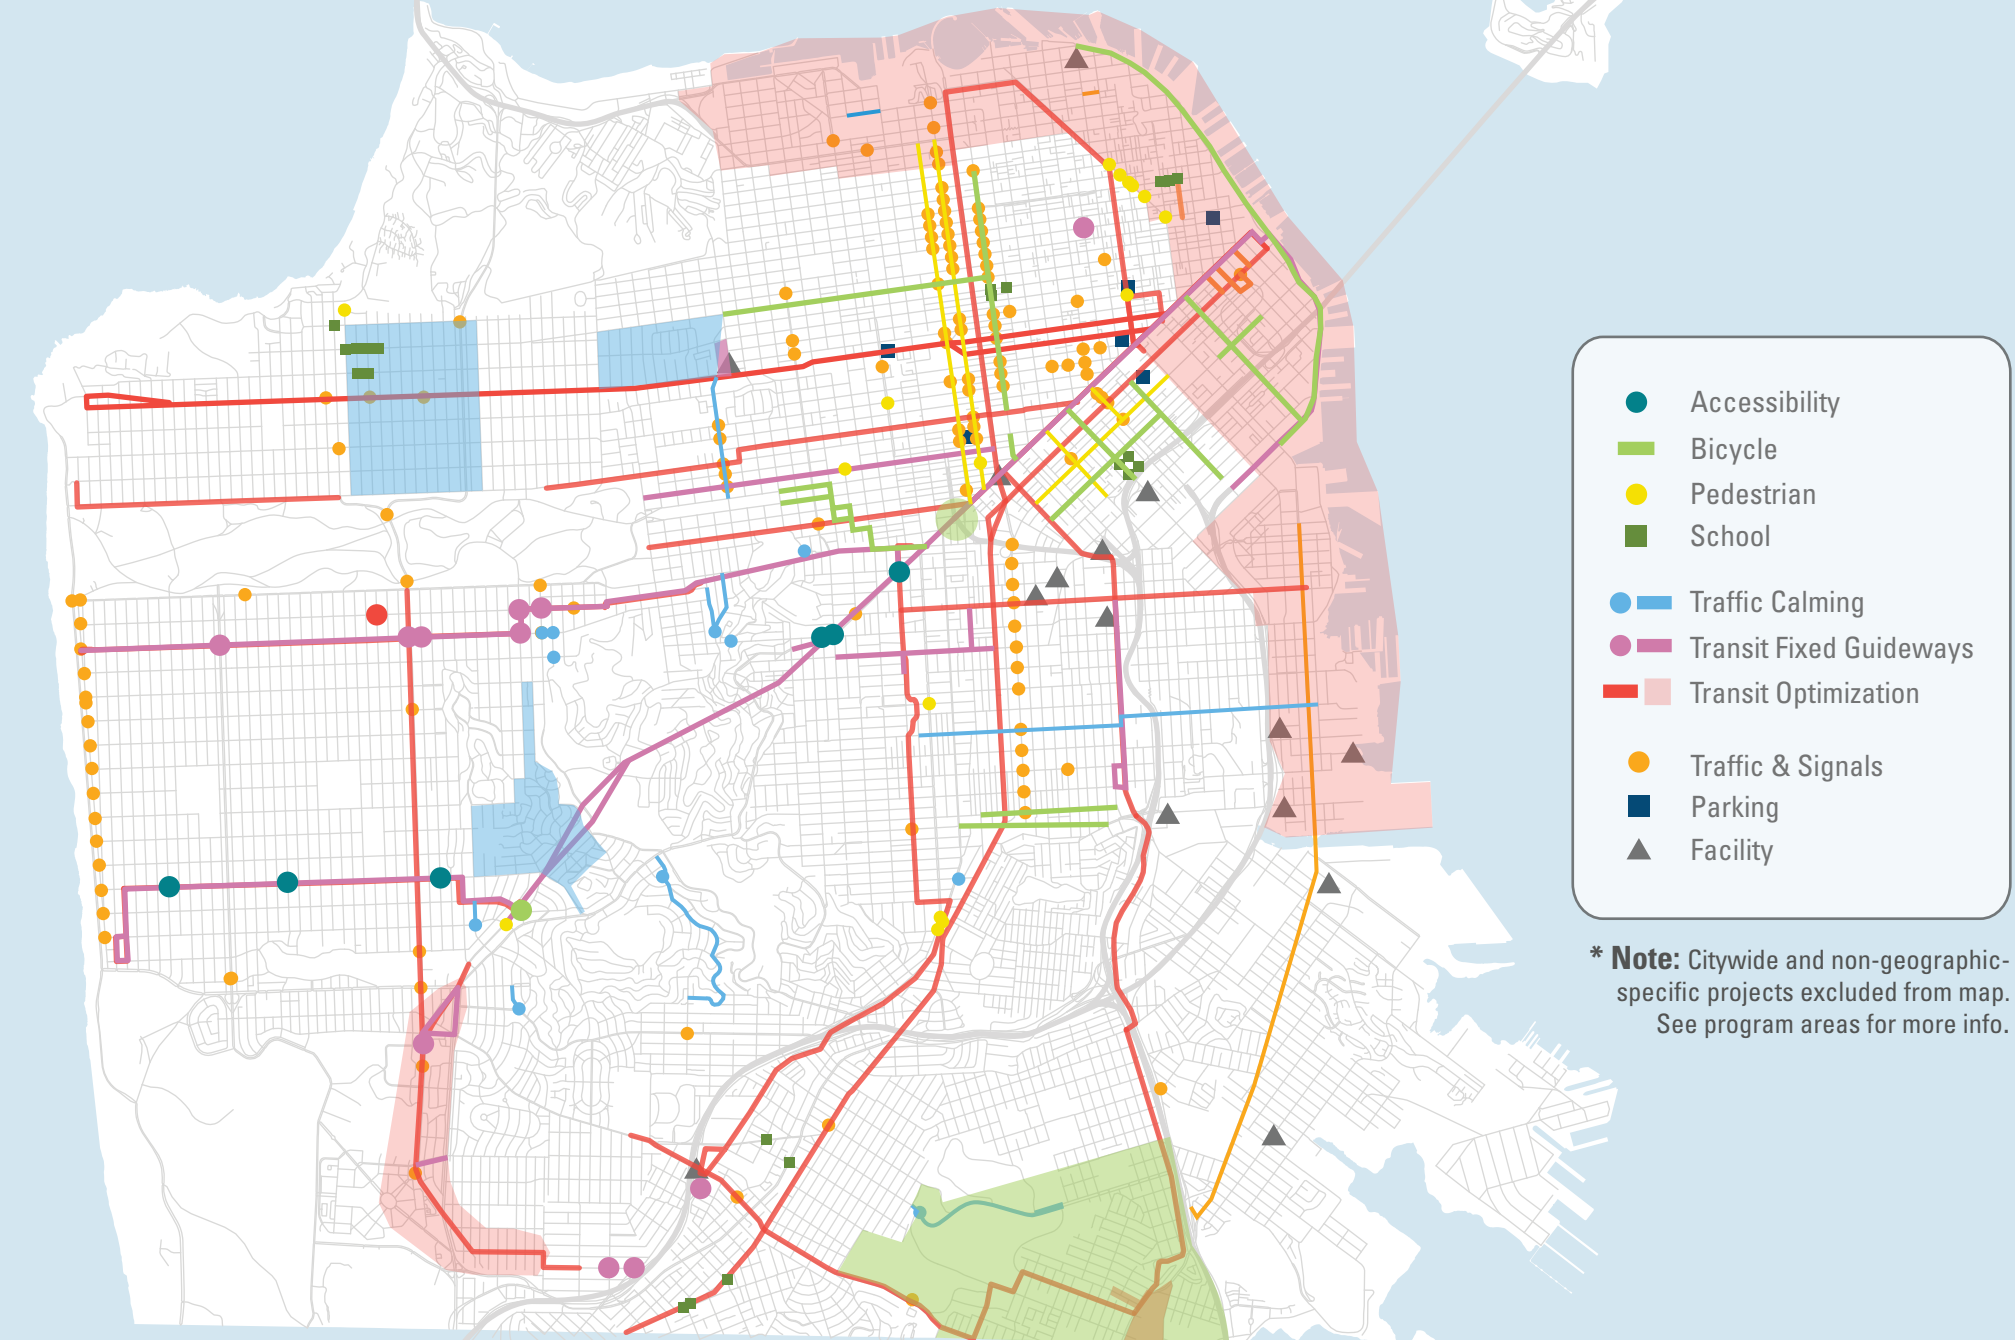 Accessibility
Bicycle
Pedestrian
School
Traffic Calming
Transit Fixed Guideways
Transit Optimization
Traffic & Signals
Parking
Facility
* Note: Citywide and non-geographic-
specific projects excluded from map.
See program areas for more info.